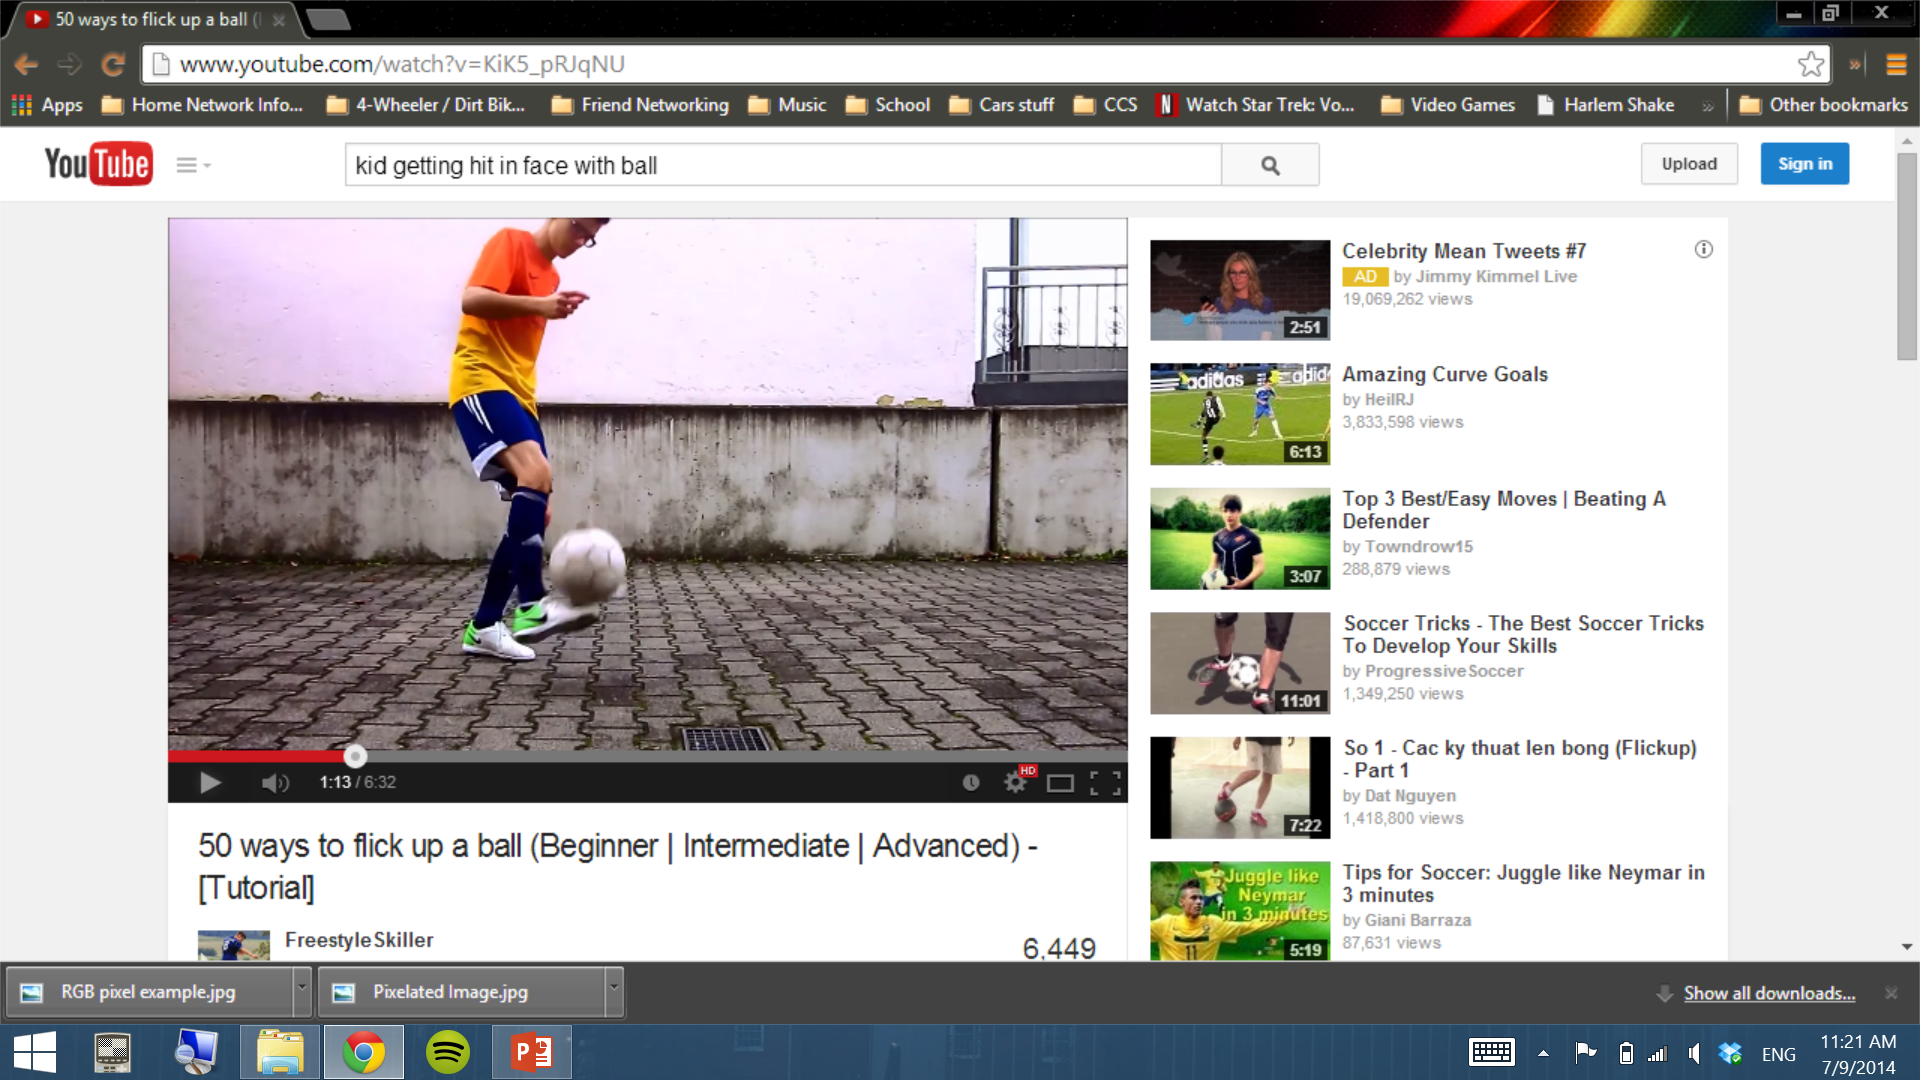 50 ways to flick up a ball (
www.youtube.com/watch?v=KiK5_pRJqNU
Apps Home Network Info... 4-Wheeler / Dirt Bik... Friend Networking Music School Cars stuff CCS Watch Star Trek: Vo... Video Games Harlem Shake » Other bookmarks
YouTube kid getting hit in face with ball Upload Sign in
Celebrity Mean Tweets #7
AD by Jimmy Kimmel Live
19,069,262 views
2:51
adidas adid
Amazing Curve Goals
by HeilRJ
3,833,598 views
6:13
Top 3 Best/Easy Moves | Beating A
Defender
by Towndrow15
288,879 views
3:07
Soccer Tricks - The Best Soccer Tricks
To Develop Your Skills
by ProgressiveSoccer
1,349,250 views
11:01
So 1 - Cac ky thuat len bong (Flickup)
- Part 1
by Dat Nguyen
1,418,800 views
7:22
Juggle like
Neymar
in 3 minutes
11
5:19
Tips for Soccer: Juggle like Neymar in
3 minutes
by Giani Barraza
87,631 views
1:13 / 6:32 HD
50 ways to flick up a ball (Beginner | Intermediate | Advanced) -
[Tutorial]
FreestyleSkiller
6,449
RGB pixel example.jpg Pixelated Image.jpg Show all downloads...
ENG 11:21 AM
7/9/2014